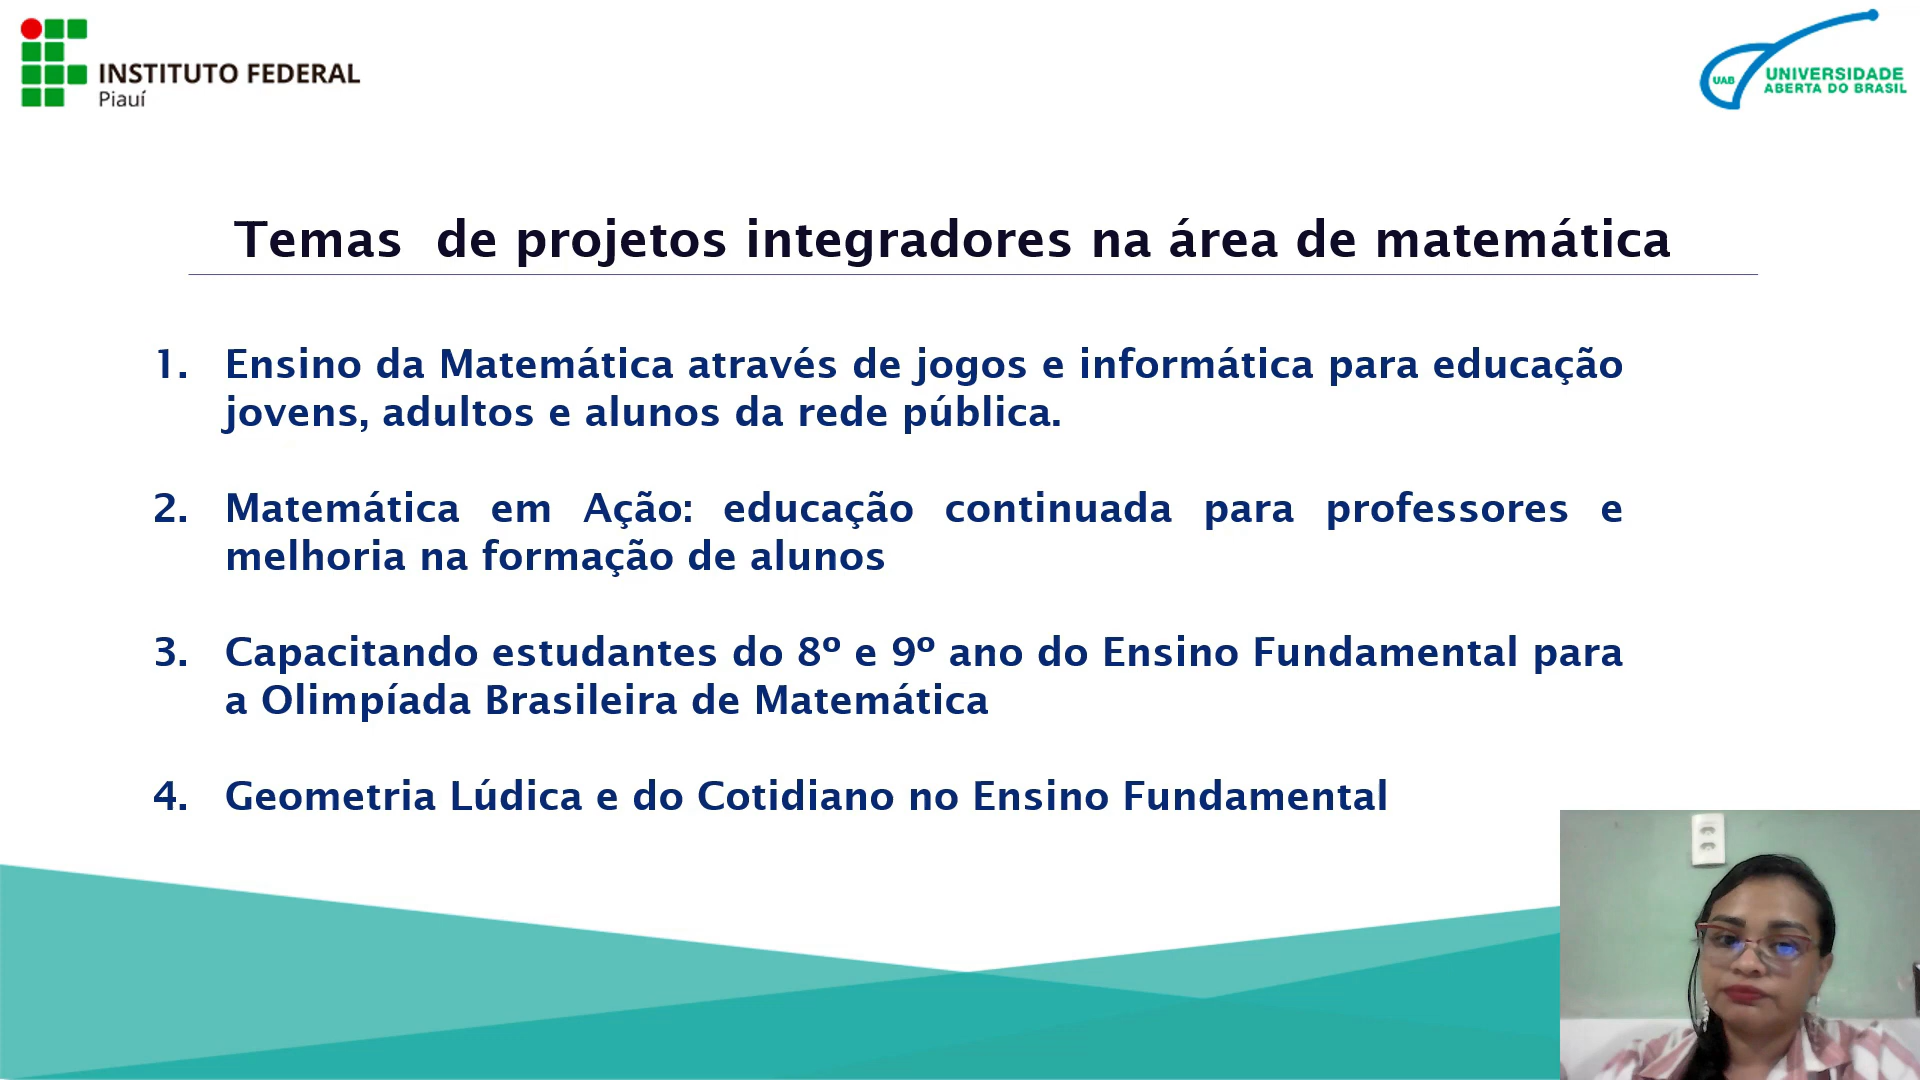 INSTITUTO FEDERAL
Piauí
UAB
UNIVERSIDADE
ABERTA DO BRASIL
Temas de projetos integradores na área de matemática
1. Ensino da Matemática através de jogos e informática para educação
jovens, adultos e alunos da rede pública.
2. Matemática em Ação: educação continuada para professores e
melhoria na formação de alunos
3. Capacitando estudantes do 8º e 9º ano do Ensino Fundamental para
a Olimpíada Brasileira de Matemática
4. Geometria Lúdica e do Cotidiano no Ensino Fundamental